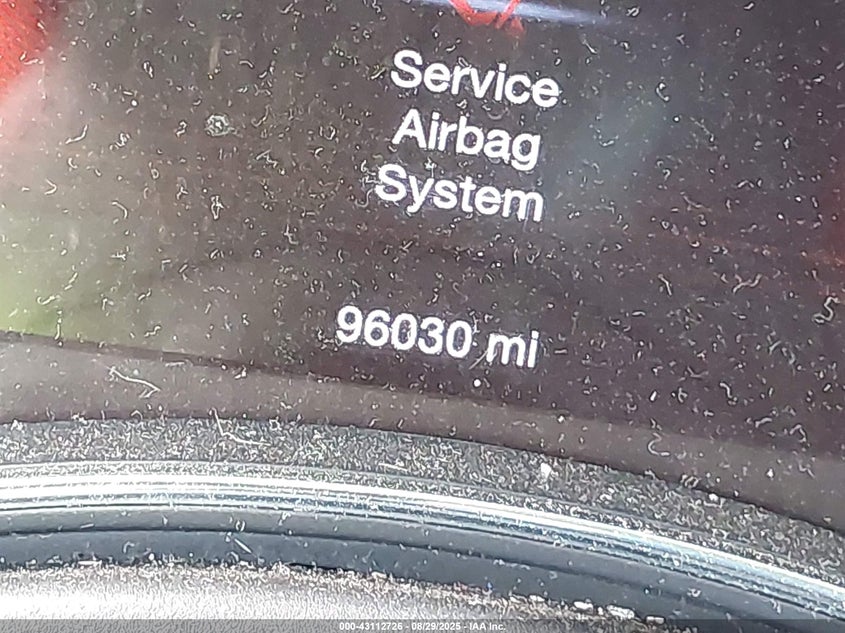 Service
Airbag
System
96030 mi
000-43112726 - 08/29/2025 - IAA Inc.